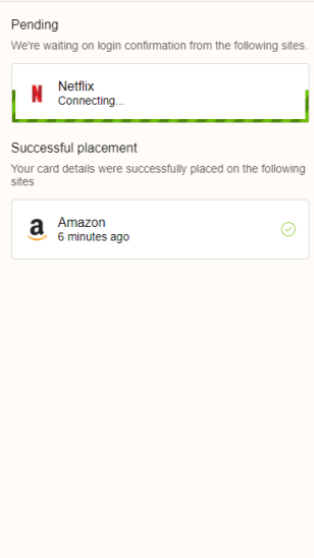 Pending
We're waiting on login confirmation from the following sites.
N
Netflix
Connecting...
Successful placement
Your card details were successfully placed on the following
sites
a
Amazon
6 minutes ago